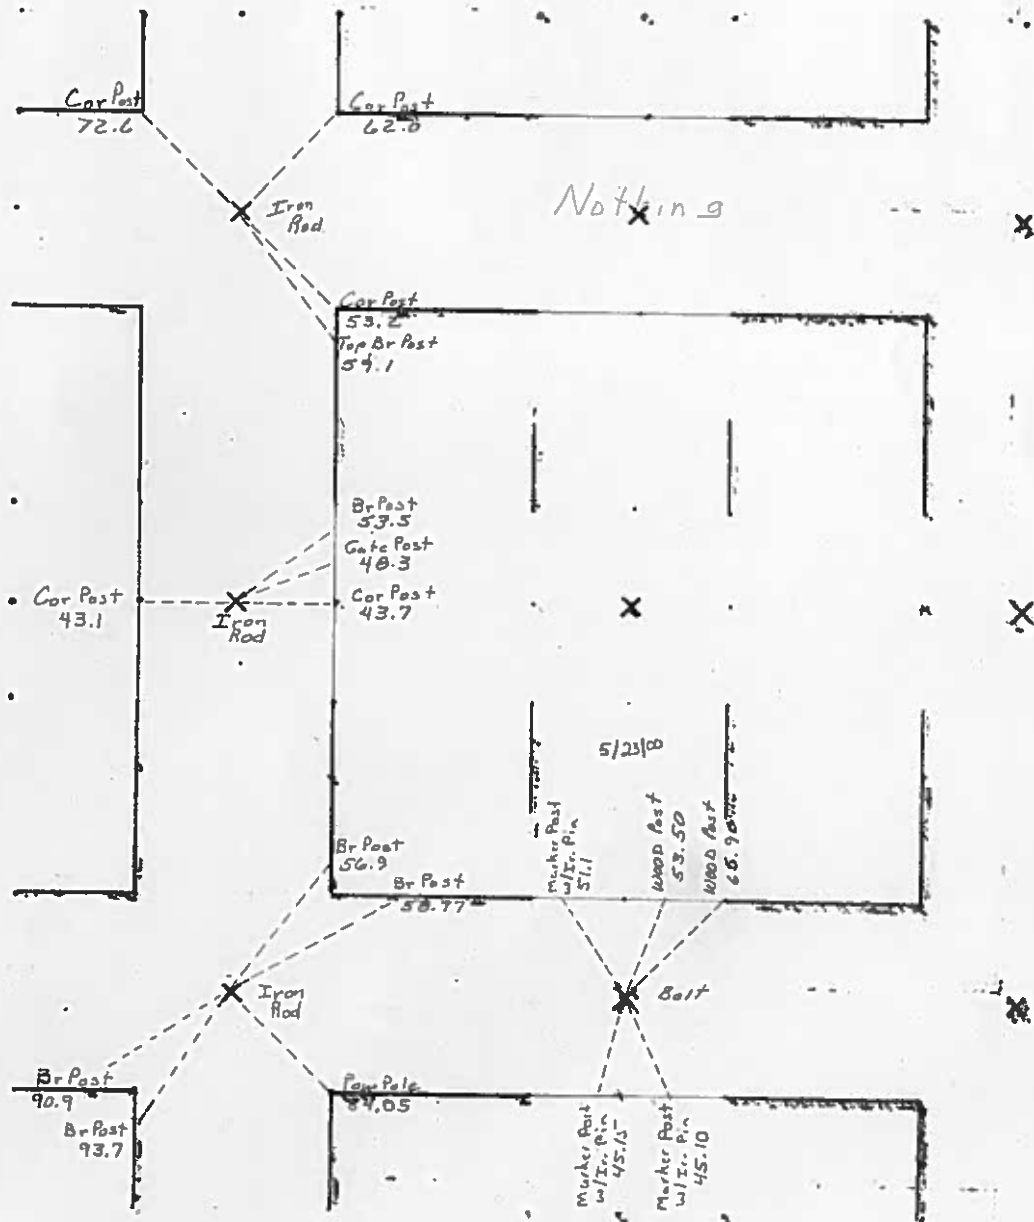 Cor Post
72.6
Cor Post
62.0
Iron
Rod
Nothing
Cor Post
53.2
Top Br Post
54.1
Br Post
53.5
Gate Post
48.3
Cor Post
43.1
Iron
Rod
Cor Post
43.7
5/23/00
Marker Post
w/Ir. Pin
51.1
Wood Post
53.50
Wood Post
Br Post
56.9
Br Post
58.77
Iron
Rod
Bolt
Br Post
90.9
Br Post
93.7
Pow Pole
84.05
Marker Post
w/Ir. Pin
45.15
Marker Post
w/Ir. Pin
45.10